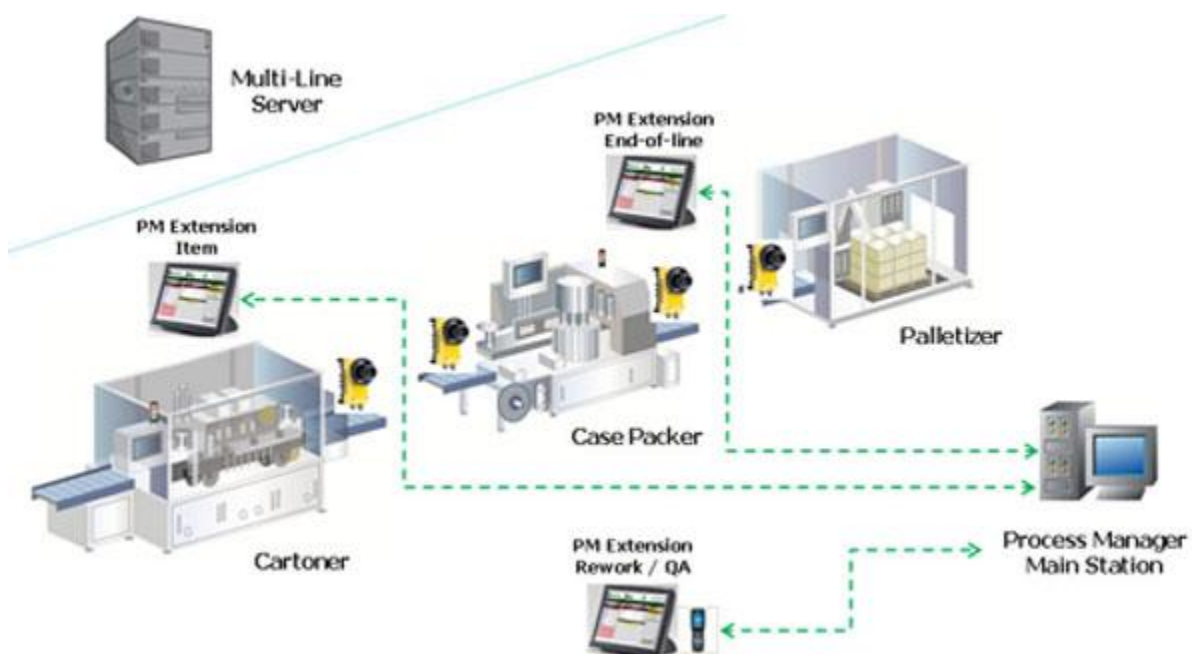 Multi-Line
Server
PM Extension
End-of-line
PM Extension
Item
Palletizer
Case Packer
Cartoner
PM Extension
Rework / QA
Process Manager
Main Station